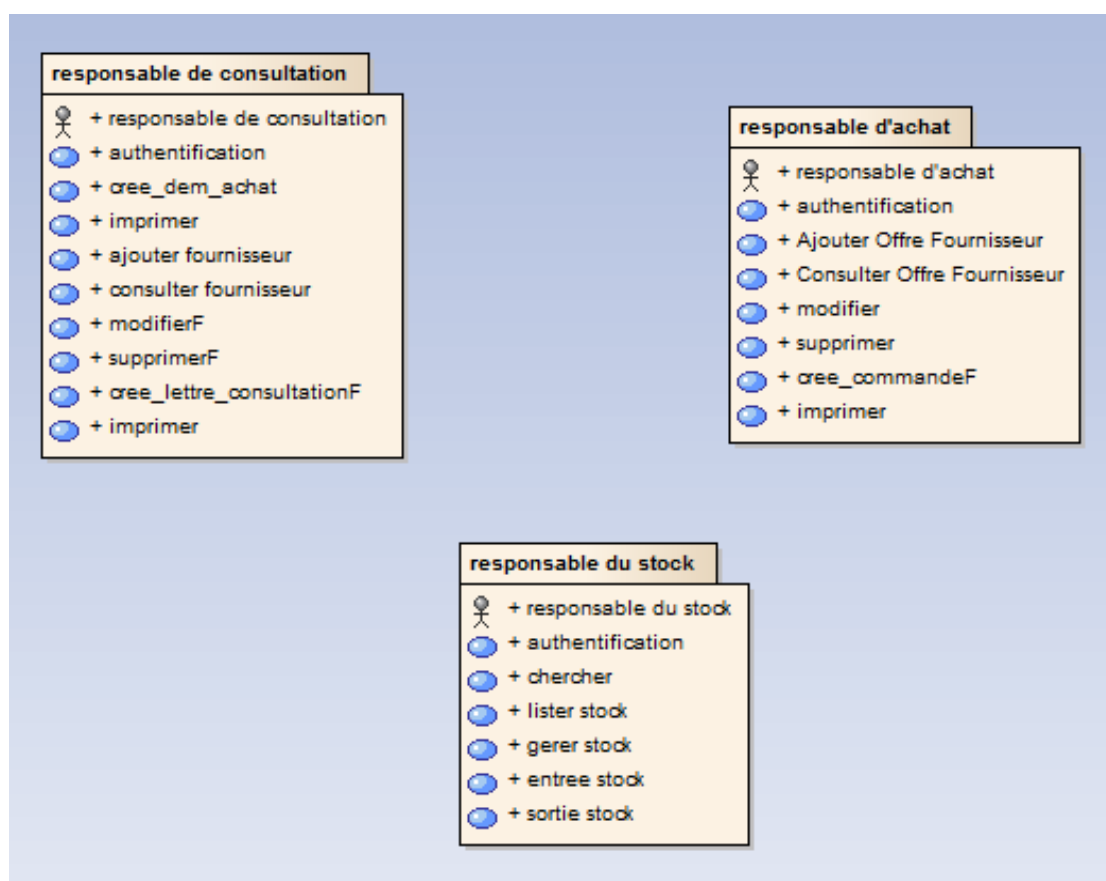 responsable de consultation
+ responsable de consultation
+ authentification
+ cree_dem_achat
+ imprimer
+ ajouter fournisseur
+ consulter fournisseur
+ modifierF
+ supprimerF
+ cree_lettre_consultationF
+ imprimer
responsable d'achat
+ responsable d'achat
+ authentification
+ Ajouter Offre Fournisseur
+ Consulter Offre Fournisseur
+ modifier
+ supprimer
+ cree_commandeF
+ imprimer
responsable du stock
+ responsable du stock
+ authentification
+ chercher
+ lister stock
+ gerer stock
+ entree stock
+ sortie stock